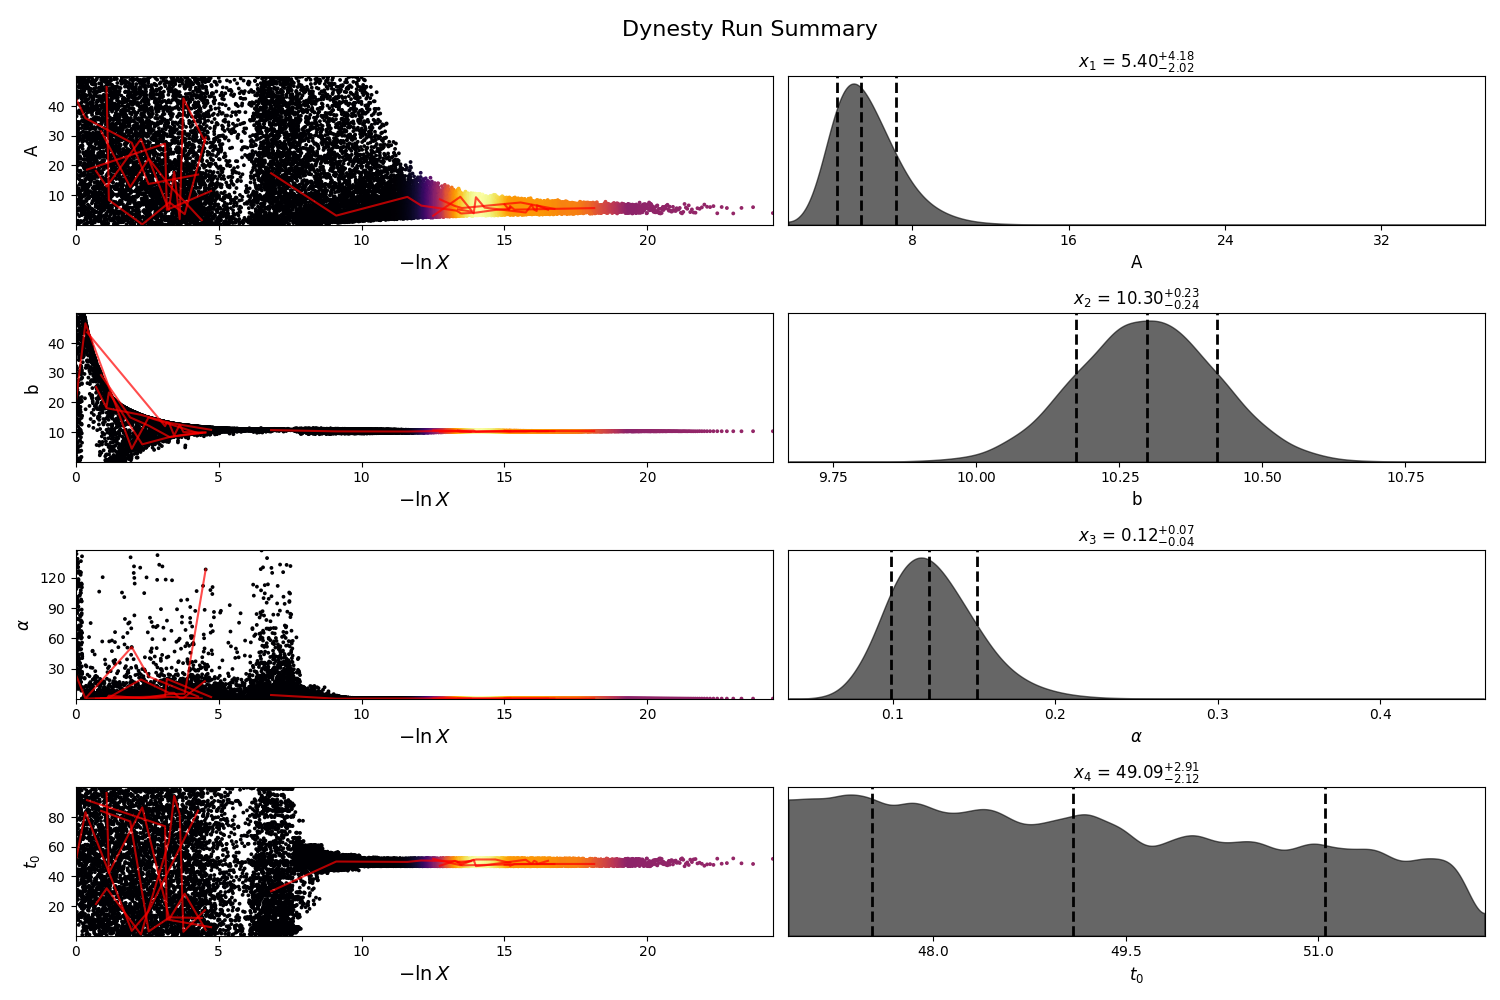 Dynesty Run Summary
x₁ = 5.40⁺⁴·¹⁸₋₂.₀₂
40
30
20
10
A
0 5 10 15 20
−ln X
8 16 24 32
A
x₂ = 10.30⁺⁰·²³₋₀.₂₄
40
30
20
10
b
0 5 10 15 20
−ln X
9.75 10.00 10.25 10.50 10.75
b
x₃ = 0.12⁺⁰·⁰⁷₋₀.₀₄
120
90
60
30
α
0 5 10 15 20
−ln X
0.1 0.2 0.3 0.4
α
x₄ = 49.09⁺²·⁹¹₋₂.₁₂
80
60
40
20
t₀
0 5 10 15 20
−ln X
48.0 49.5 51.0
t₀